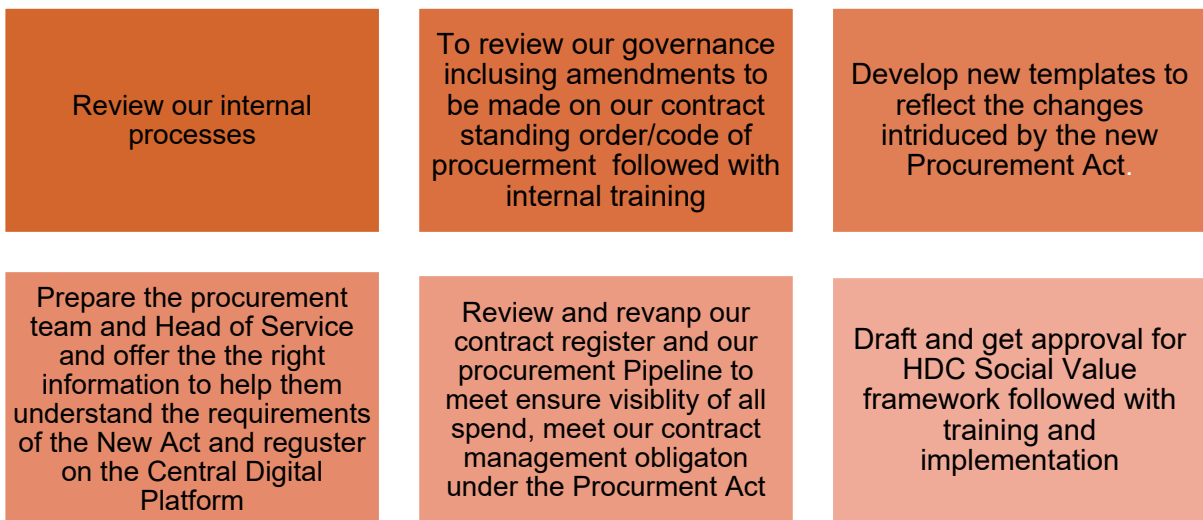 Review our internal
processes
To review our governance
inclusing amendments to
be made on our contract
standing order/code of
procuerment followed with
internal training
Develop new templates to
reflect the changes
intriduced by the new
Procurement Act.
Prepare the procurement
team and Head of Service
and offer the the right
information to help them
understand the requirements
of the New Act and reguster
on the Central Digital
Platform
Review and revanp our
contract register and our
procurement Pipeline to
meet ensure visiblity of all
spend, meet our contract
management obligaton
under the Procurment Act
Draft and get approval for
HDC Social Value
framework followed with
training and
implementation